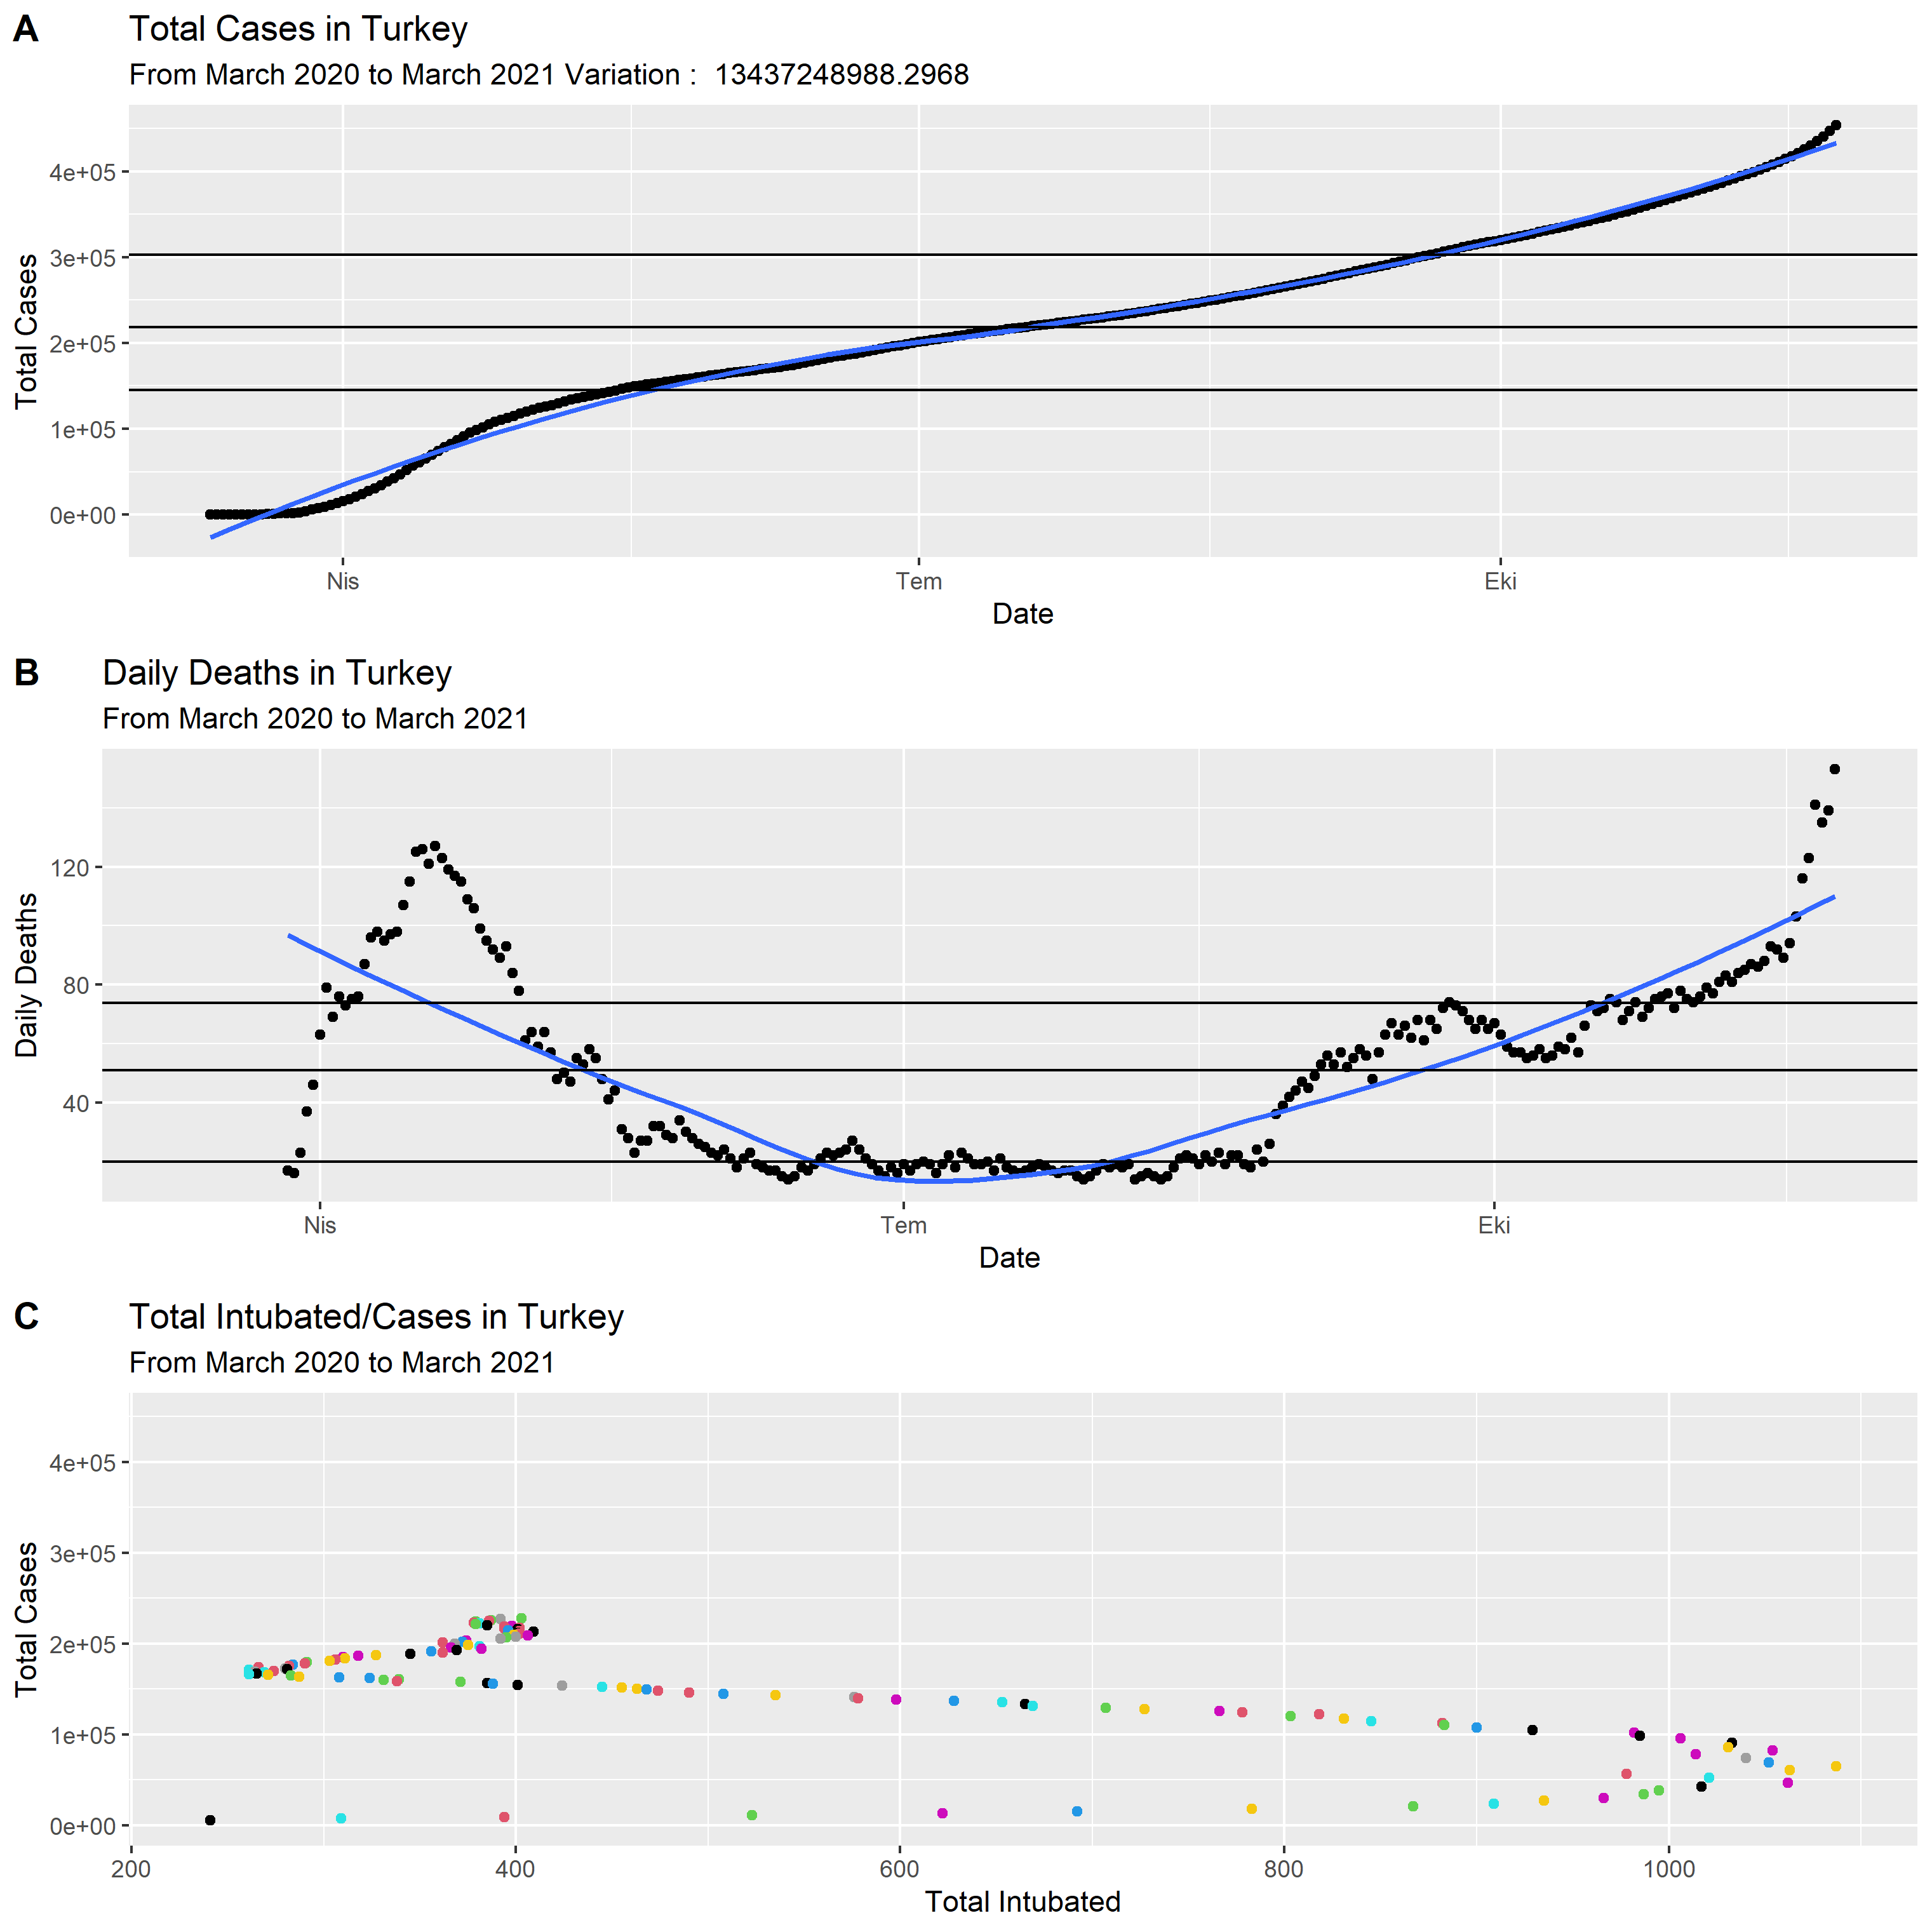 A
Total Cases in Turkey
From March 2020 to March 2021 Variation :  13437248988.2968
Total Cases
4e+05
3e+05
2e+05
1e+05
0e+00
Nis Tem Eki
Date
B
Daily Deaths in Turkey
From March 2020 to March 2021
Daily Deaths
120
80
40
Nis Tem Eki
Date
C
Total Intubated/Cases in Turkey
From March 2020 to March 2021
Total Cases
4e+05
3e+05
2e+05
1e+05
0e+00
200 400 600 800 1000
Total Intubated